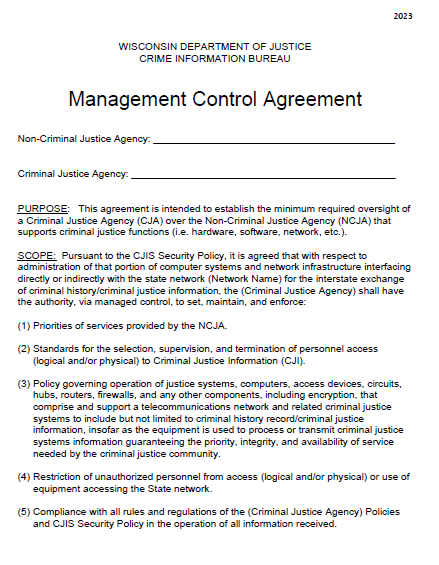 2023
WISCONSIN DEPARTMENT OF JUSTICE
CRIME INFORMATION BUREAU
Management Control Agreement
Non-Criminal Justice Agency:
Criminal Justice Agency:
PURPOSE: This agreement is intended to establish the minimum required oversight of
a Criminal Justice Agency (CJA) over the Non-Criminal Justice Agency (NCJA) that
supports criminal justice functions (i.e. hardware, software, network, etc.).
SCOPE: Pursuant to the CJIS Security Policy, it is agreed that with respect to
administration of that portion of computer systems and network infrastructure interfacing
directly or indirectly with the state network (Network Name) for the interstate exchange
of criminal history/criminal justice information, the (Criminal Justice Agency) shall have
the authority, via managed control, to set, maintain, and enforce:
(1) Priorities of services provided by the NCJA.
(2) Standards for the selection, supervision, and termination of personnel access
(logical and/or physical) to Criminal Justice Information (CJI).
(3) Policy governing operation of justice systems, computers, access devices, circuits,
hubs, routers, firewalls, and any other components, including encryption, that
comprise and support a telecommunications network and related criminal justice
systems to include but not limited to criminal history record/criminal justice
information, insofar as the equipment is used to process or transmit criminal justice
systems information guaranteeing the priority, integrity, and availability of service
needed by the criminal justice community.
(4) Restriction of unauthorized personnel from access (logical and/or physical) or use of
equipment accessing the State network.
(5) Compliance with all rules and regulations of the (Criminal Justice Agency) Policies
and CJIS Security Policy in the operation of all information received.